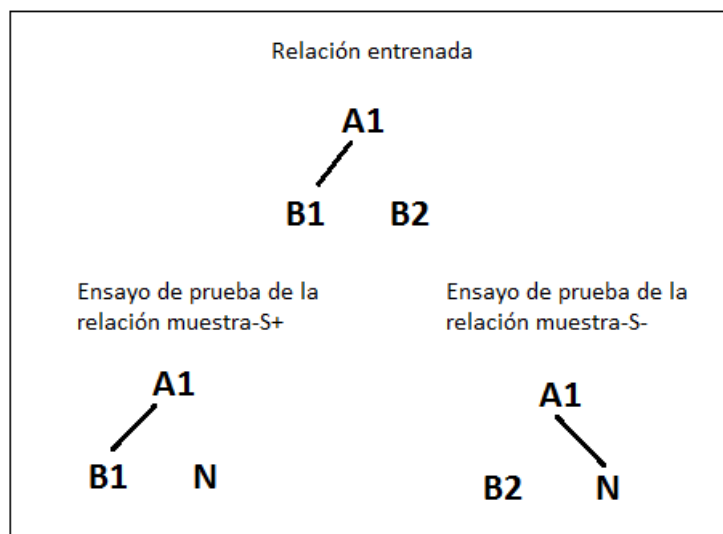 Relación entrenada
A1
B1 B2
Ensayo de prueba de la
relación muestra-S+
A1
B1 N
Ensayo de prueba de la
relación muestra-S-
A1
B2 N